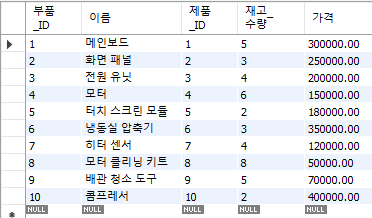 부품_ID 이름 제품_ID 재고수량_ 가격
1 메인보드 1 5 300000.00
2 화면 패널 2 3 250000.00
3 전원 유닛 3 4 200000.00
4 모터 4 6 150000.00
5 터치 스크린 모듈 5 2 180000.00
6 냉동실 압축기 6 3 350000.00
7 히터 센서 7 4 120000.00
8 모터 클리닝 키트 8 8 50000.00
9 배관 청소 도구 9 5 70000.00
10 콤프레서 10 2 400000.00
NULL NULL NULL NULL NULL